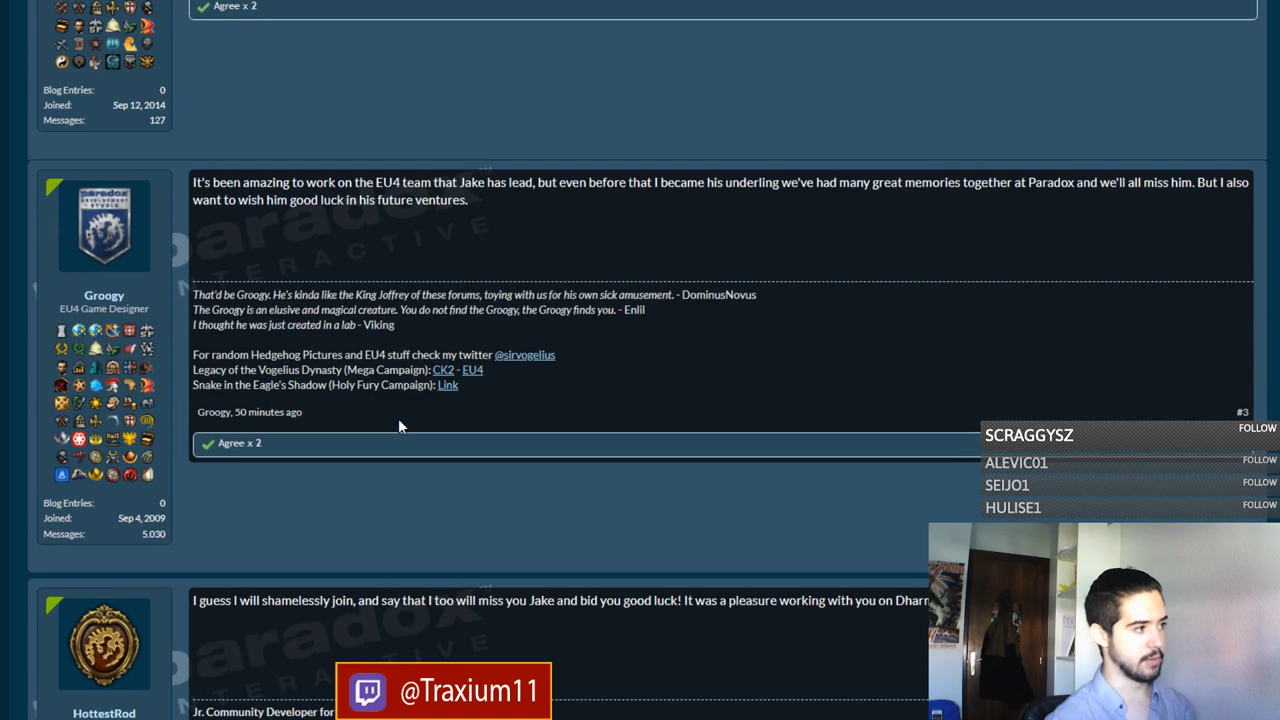 Agree x 2
Blog Entries: 0
Joined: Sep 12, 2014
Messages: 127
It's been amazing to work on the EU4 team that Jake has lead, but even before that I became his underling we've had many great memories together at Paradox and we'll all miss him. But I also
want to wish him good luck in his future ventures.
paradox
INTERACTIVE
Groogy
EU4 Game Designer
That'd be Groogy. He's kinda like the King Joffrey of these forums, toying with us for his own sick amusement. - DominusNovus
The Groogy is an elusive and magical creature. You do not find the Groogy, the Groogy finds you. - Enlil
I thought he was just created in a lab - Viking
For random Hedgehog Pictures and EU4 stuff check my twitter @sirvogelius
Legacy of the Vogelius Dynasty (Mega Campaign): CK2 - EU4
Snake in the Eagle's Shadow (Holy Fury Campaign): Link
Groogy, 50 minutes ago #3
Agree x 2
Blog Entries: 0
Joined: Sep 4, 2009
Messages: 5.030
SCRAGGYSZ FOLLOW
ALEVIC01 FOLLOW
SEIJO1 FOLLOW
HULISE1 FOLLOW
I guess I will shamelessly join, and say that I too will miss you Jake and bid you good luck! It was a pleasure working with you on Dharm
paradox
HottestRod
Jr. Community Developer for
@Traxium11